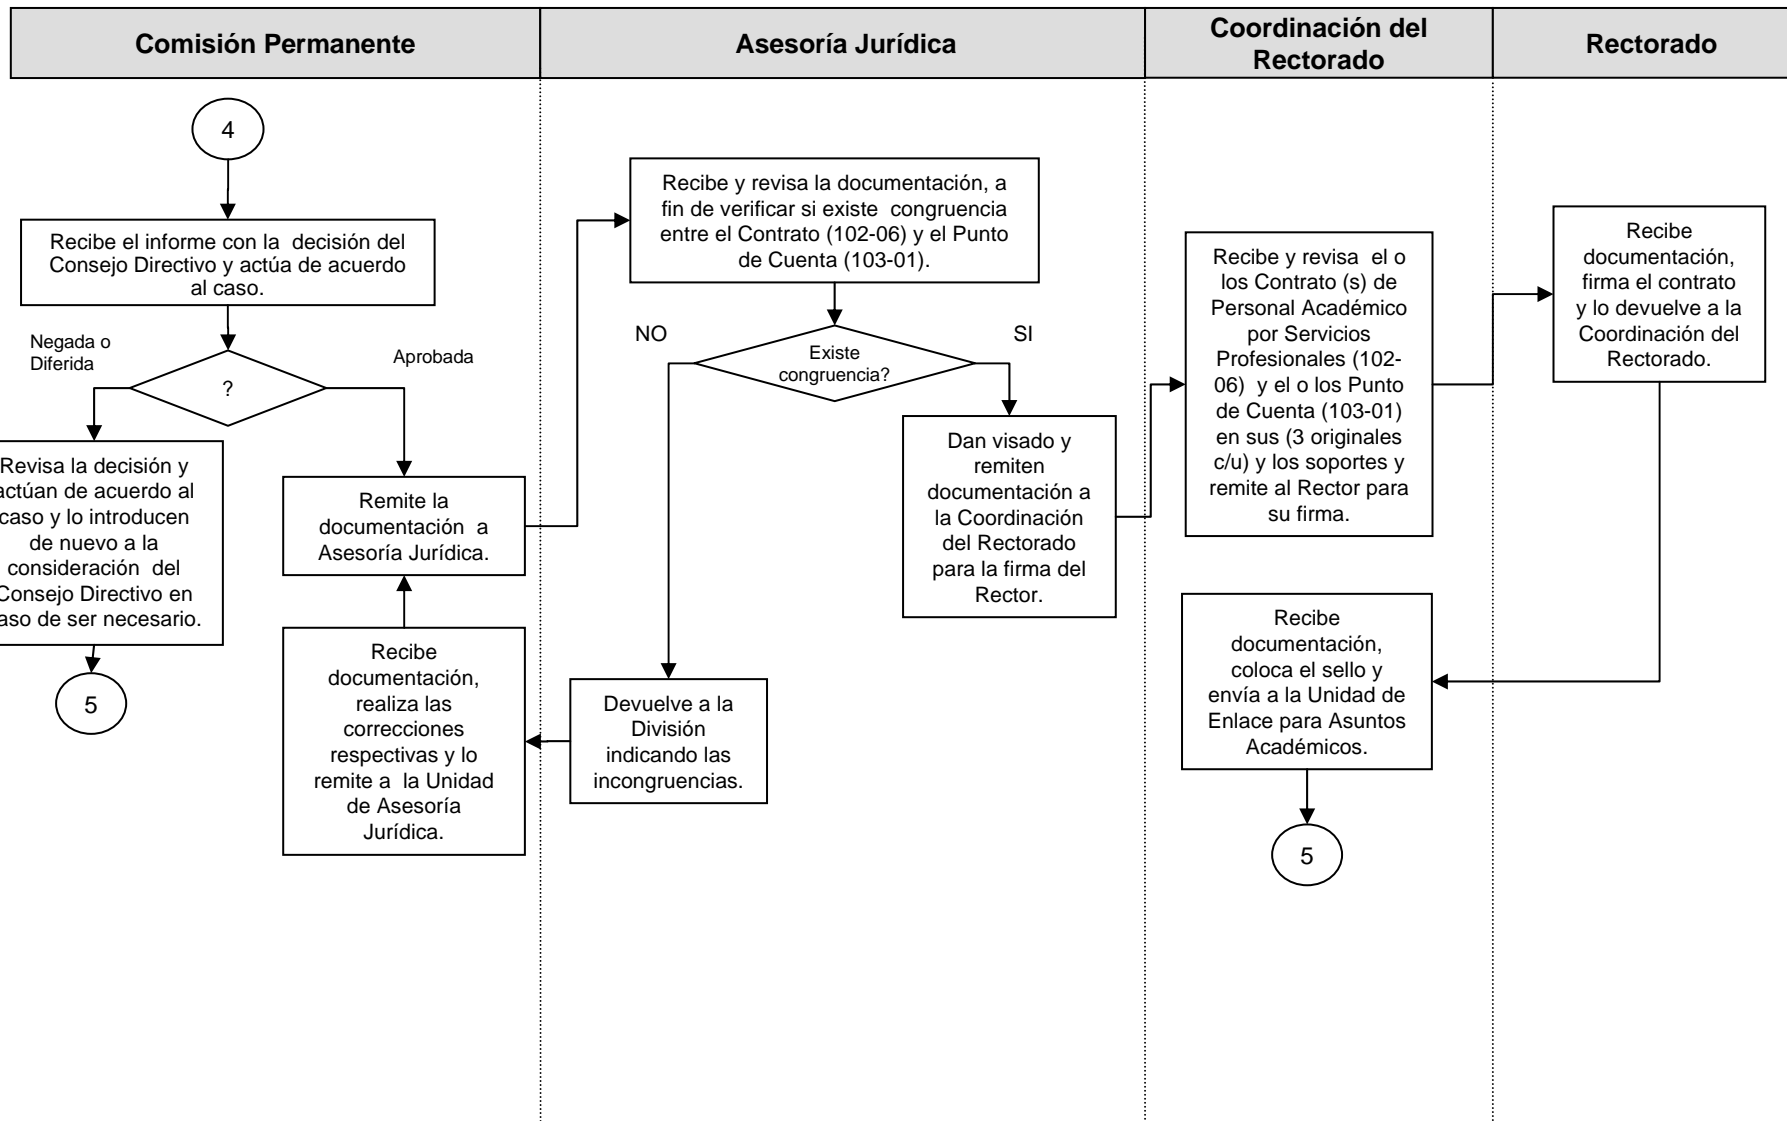 Comisión Permanente
Asesoría Jurídica
Coordinación del
Rectorado
Rectorado
4
Recibe el informe con la decisión del
Consejo Directivo y actúa de acuerdo
al caso.
Negada o
Diferida
?
Aprobada
Revisa la decisión y
actúan de acuerdo al
caso y lo introducen
de nuevo a la
consideración del
Consejo Directivo en
caso de ser necesario.
5
Remite la
documentación a
Asesoría Jurídica.
Recibe
documentación,
realiza las
correcciones
respectivas y lo
remite a la Unidad
de Asesoría
Jurídica.
Recibe y revisa la documentación, a
fin de verificar si existe congruencia
entre el Contrato (102-06) y el Punto
de Cuenta (103-01).
NO
Existe
congruencia?
SI
Dan visado y
remiten
documentación a
la Coordinación
del Rectorado
para la firma del
Rector.
Devuelve a la
División
indicando las
incongruencias.
Recibe y revisa el o
los Contrato (s) de
Personal Académico
por Servicios
Profesionales (102-
06) y el o los Punto
de Cuenta (103-01)
en sus (3 originales
c/u) y los soportes y
remite al Rector para
su firma.
Recibe
documentación,
coloca el sello y
envía a la Unidad de
Enlace para Asuntos
Académicos.
5
Recibe
documentación,
firma el contrato
y lo devuelve a la
Coordinación del
Rectorado.